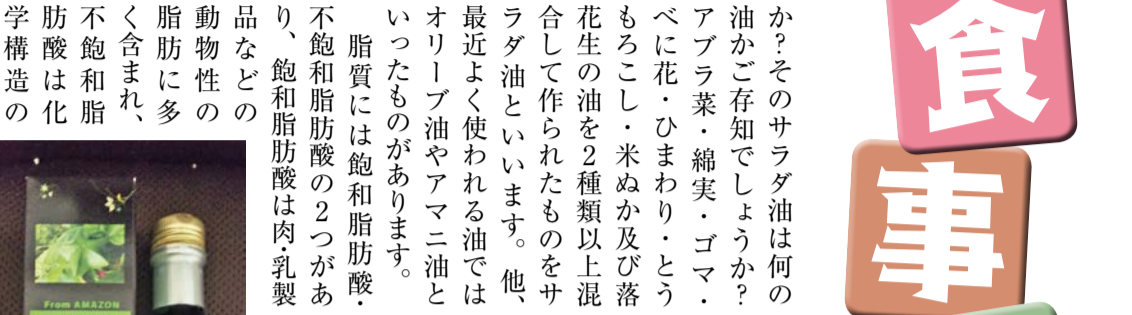 食
事
か？そのサラダ油は何の
油かご存知でしょうか？
アブラ菜・綿実・ゴマ・
べに花・ひまわり・とう
もろこし・米ぬか及び落
花生の油を２種類以上混
合して作られたものをサ
ラダ油といいます。他、
最近よく使われる油では
オリーブ油やアマニ油と
いったものがあります。
脂質には飽和脂肪酸・
不飽和脂肪酸の２つがあ
り、飽和脂肪酸は肉・乳製
品などの
動物性の
脂肪に多
く含まれ、
不飽和脂
肪酸は化
学構造の
From AMAZON